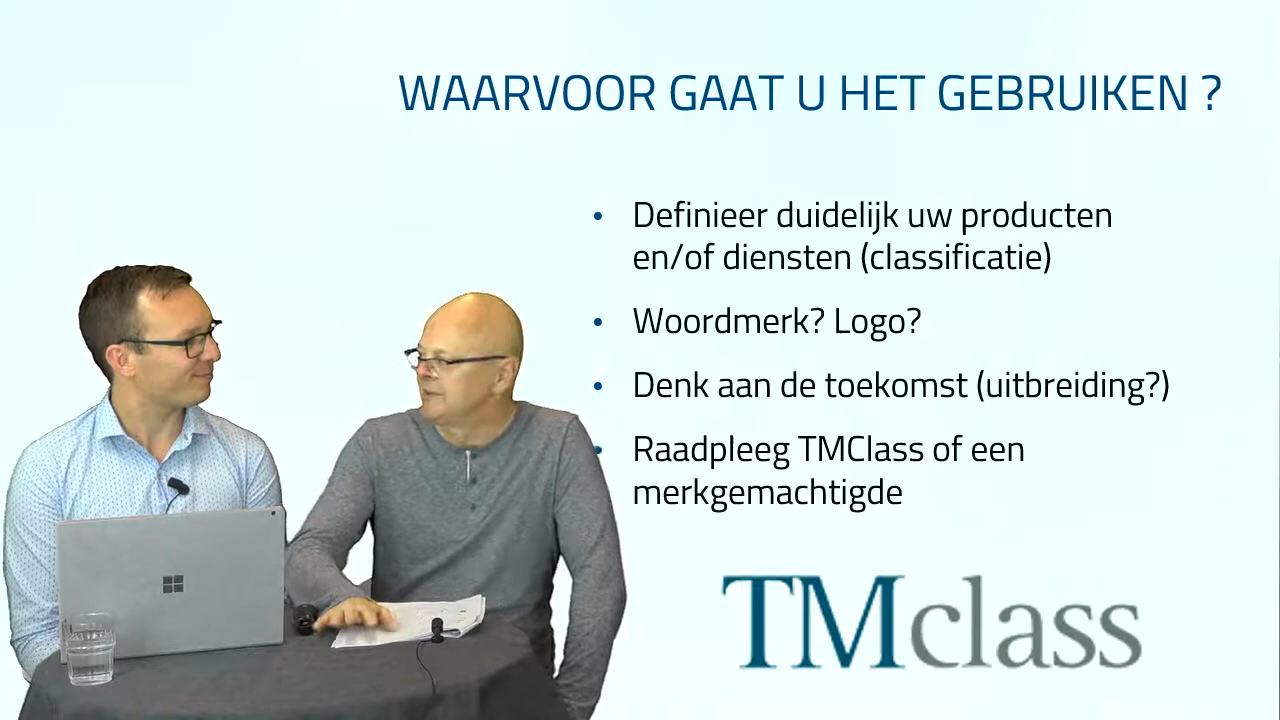 WAARVOOR GAAT U HET GEBRUIKEN ?
• Definieer duidelijk uw producten
en/of diensten (classificatie)
• Woordmerk? Logo?
• Denk aan de toekomst (uitbreiding?)
• Raadpleeg TMClass of een
merkgemachtigde
TMclass